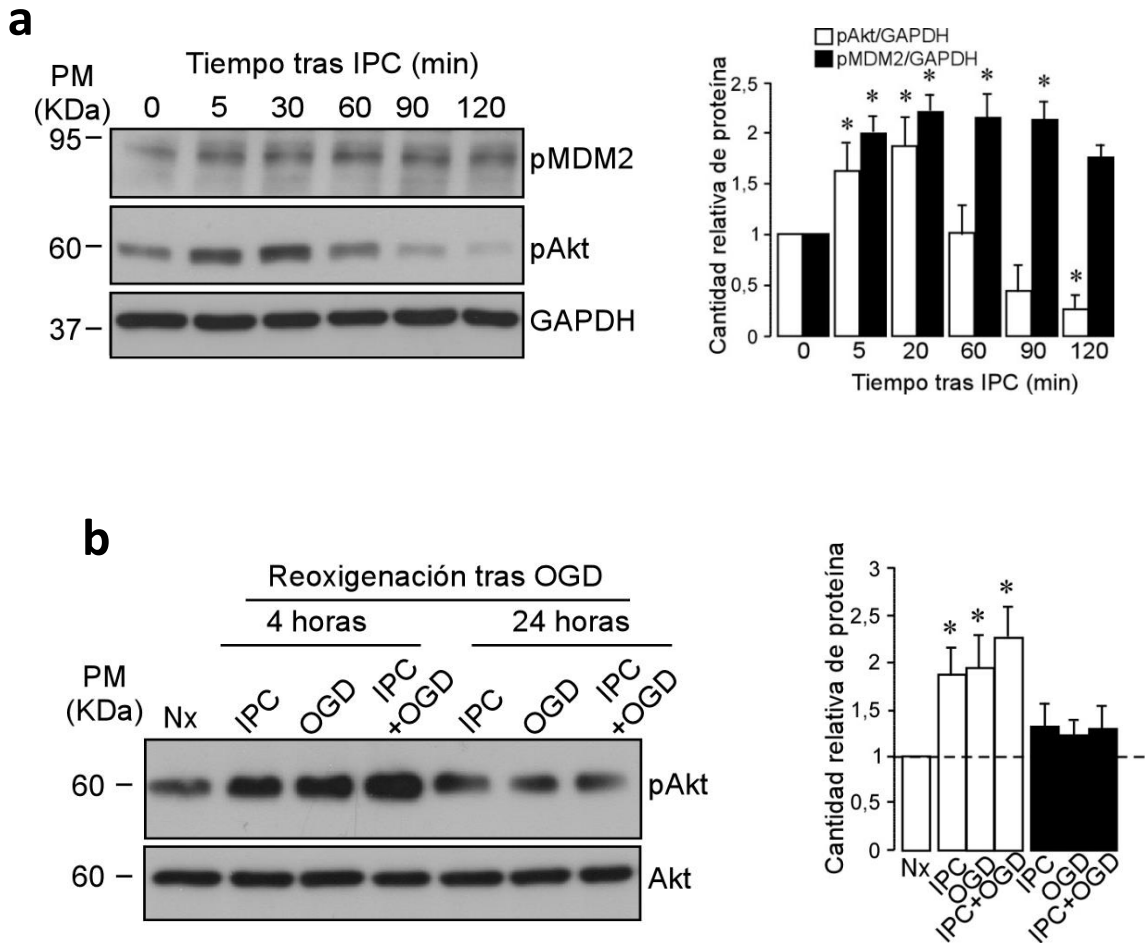 a
Tiempo tras IPC (min)
PM
(KDa)
0 5 30 60 90 120
95
pMDM2
60
pAkt
37
GAPDH
pAkt/GAPDH
pMDM2/GAPDH
Cantidad relativa de proteína
2,5
2
1,5
1
0,5
0
* * * * * * *
0 5 20 60 90 120
Tiempo tras IPC (min)
b
Reoxigenación tras OGD
4 horas 24 horas
PM
(KDa)
Nx IPC OGD IPC +OGD IPC OGD IPC +OGD
60
pAkt
60
Akt
Cantidad relativa de proteína
3
2
2
1,5
1
0,5
0
* * *
Nx IPC OGD IPC+OGD IPC OGD IPC+OGD